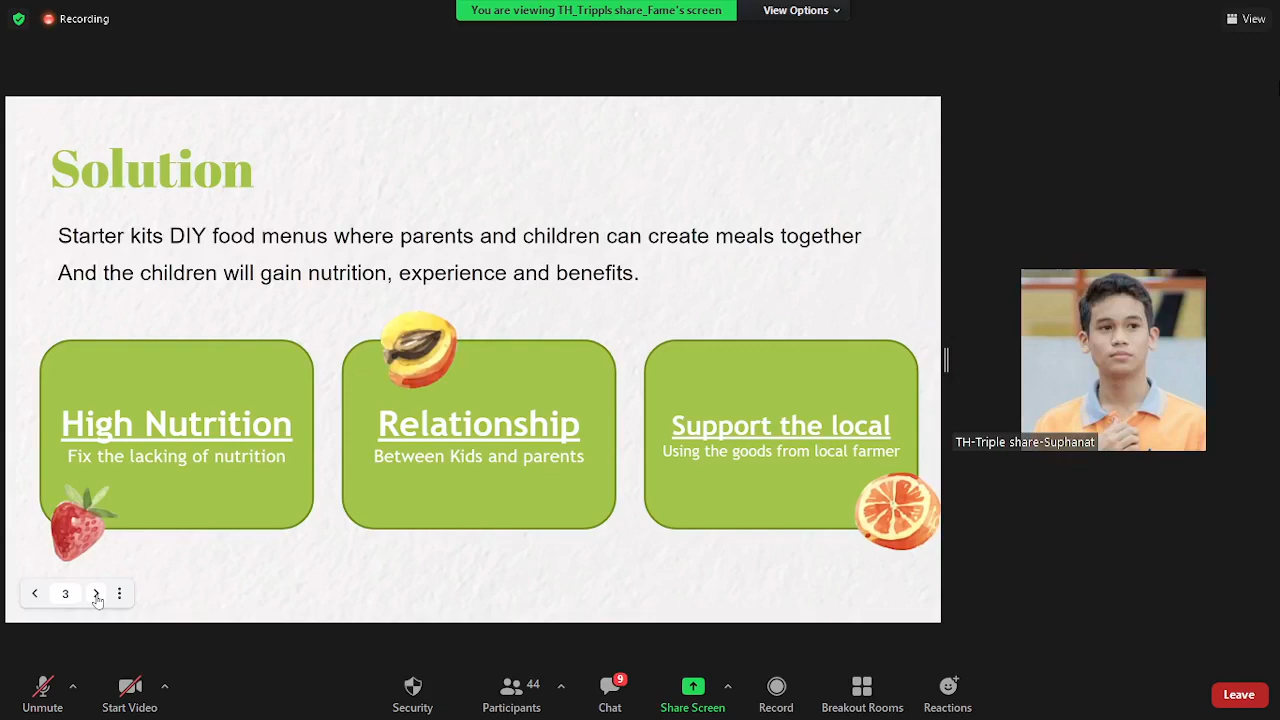 Recording
You are viewing TH_Trippls share_Fame's screen
View Options
View
Solution
Starter kits DIY food menus where parents and children can create meals together
And the children will gain nutrition, experience and benefits.
High Nutrition
Fix the lacking of nutrition
Relationship
Between Kids and parents
Support the local
Using the goods from local farmer
TH-Triple share-Suphanat
3
Unmute
Start Video
Security
44
Participants
9
Chat
Share Screen
Record
Breakout Rooms
Reactions
Leave